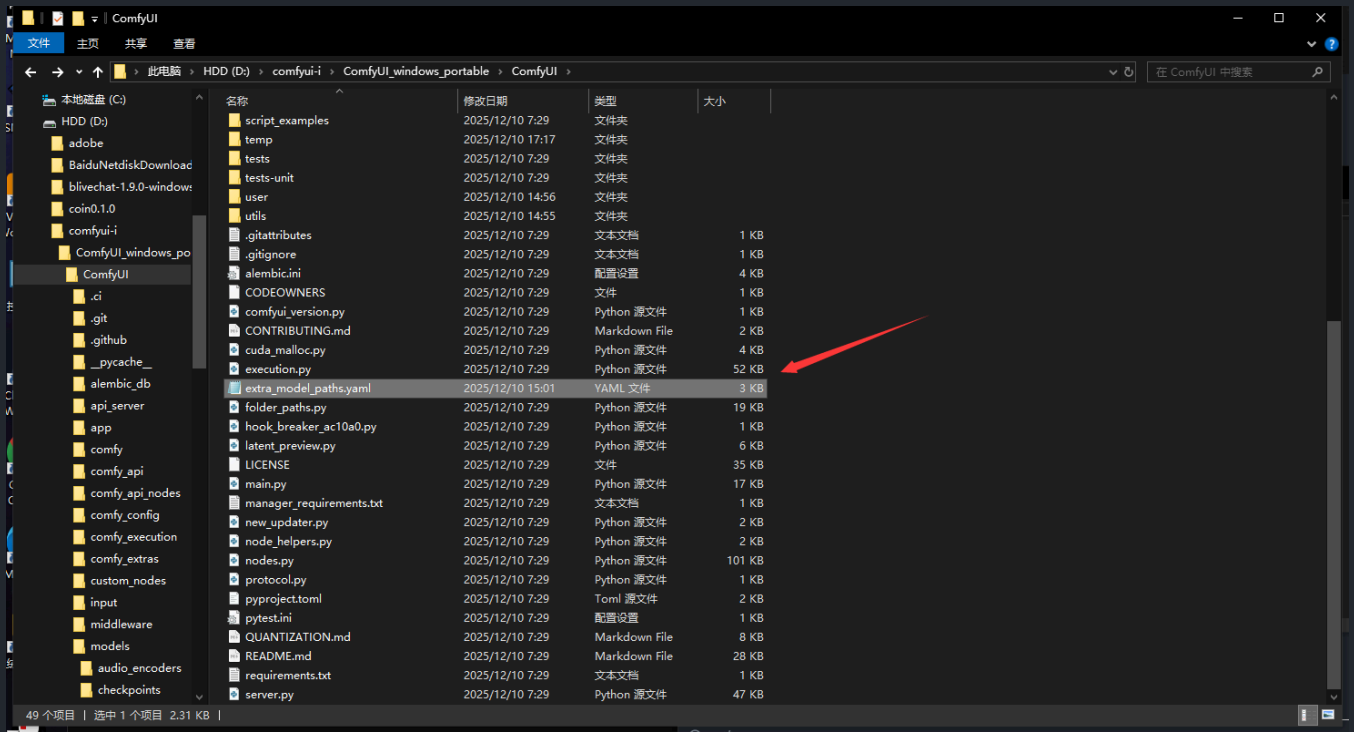 ComfyUI
文件 主页 共享 查看
此电脑 HDD (D:) comfyui-i ComfyUI_windows_portable ComfyUI 在 ComfyUI 中搜索
本地磁盘 (C:)
HDD (D:)
adobe
BaiduNetdiskDownload
blivechat-1.9.0-windows
coin0.1.0
comfyui-i
ComfyUI_windows_po
ComfyUI
.ci
.git
.github
__pycache__
alembic_db
api_server
app
comfy
comfy_api
comfy_api_nodes
comfy_config
comfy_execution
comfy_extras
custom_nodes
input
middleware
models
audio_encoders
checkpoints
名称 修改日期 类型 大小
script_examples 2025/12/10 7:29 文件夹
temp 2025/12/10 17:17 文件夹
tests 2025/12/10 7:29 文件夹
tests-unit 2025/12/10 7:29 文件夹
user 2025/12/10 14:56 文件夹
utils 2025/12/10 14:55 文件夹
.gitattributes 2025/12/10 7:29 文本文档 1 KB
.gitignore 2025/12/10 7:29 文本文档 1 KB
alembic.ini 2025/12/10 7:29 配置设置 4 KB
CODEOWNERS 2025/12/10 7:29 文件 1 KB
comfyui_version.py 2025/12/10 7:29 Python 源文件 1 KB
CONTRIBUTING.md 2025/12/10 7:29 Markdown File 2 KB
cuda_malloc.py 2025/12/10 7:29 Python 源文件 4 KB
execution.py 2025/12/10 7:29 Python 源文件 52 KB
extra_model_paths.yaml 2025/12/10 15:01 YAML 文件 3 KB
folder_paths.py 2025/12/10 7:29 Python 源文件 19 KB
hook_breaker_ac10a0.py 2025/12/10 7:29 Python 源文件 1 KB
latent_preview.py 2025/12/10 7:29 Python 源文件 6 KB
LICENSE 2025/12/10 7:29 文件 35 KB
main.py 2025/12/10 7:29 Python 源文件 17 KB
manager_requirements.txt 2025/12/10 7:29 文本文档 1 KB
new_updater.py 2025/12/10 7:29 Python 源文件 2 KB
node_helpers.py 2025/12/10 7:29 Python 源文件 2 KB
nodes.py 2025/12/10 7:29 Python 源文件 101 KB
protocol.py 2025/12/10 7:29 Python 源文件 1 KB
pyproject.toml 2025/12/10 7:29 Toml 源文件 2 KB
pytest.ini 2025/12/10 7:29 配置设置 1 KB
QUANTIZATION.md 2025/12/10 7:29 Markdown File 8 KB
README.md 2025/12/10 7:29 Markdown File 28 KB
requirements.txt 2025/12/10 7:29 文本文档 1 KB
server.py 2025/12/10 7:29 Python 源文件 47 KB
49 个项目 选中 1 个项目 2.31 KB